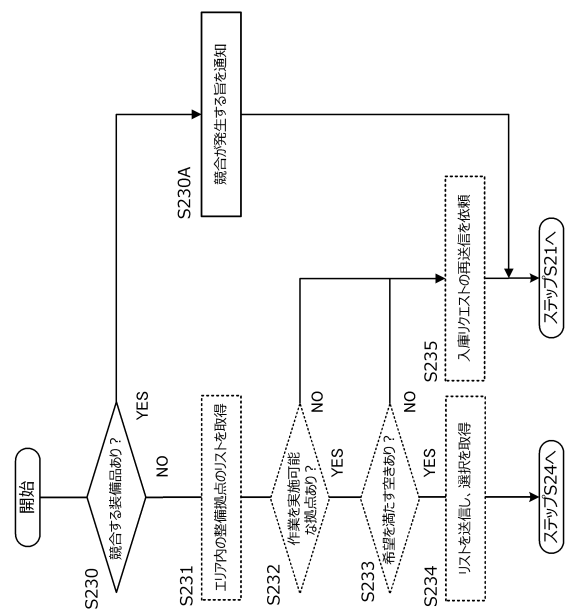 開始
S230
競合する装備品あり？
YES
NO
S230A
競合が発生する旨を通知
S231
エリア内の整備拠点のリストを取得
S232
作業を実施可能
な拠点あり？
NO
YES
S233
希望を満たす空きあり？
NO
YES
S235
入庫リクエストの再送信を依頼
S234
リストを送信し、選択を取得
ステップS21へ
ステップS24へ